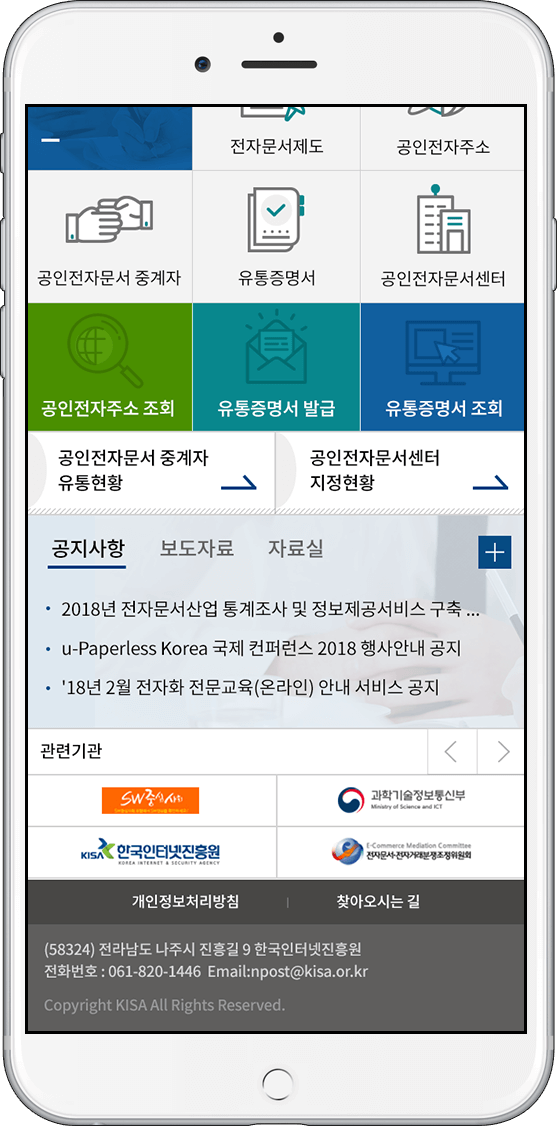 전자문서제도
공인전자주소
공인전자문서 중계자
유통증명서
공인전자문서센터
공인전자주소 조회
유통증명서 발급
유통증명서 조회
공인전자문서 중계자
유통현황
공인전자문서센터
지정현황
공지사항
보도자료
자료실
2018년 전자문서산업 통계조사 및 정보제공서비스 구축 ...
u-Paperless Korea 국제 컨퍼런스 2018 행사안내 공지
'18년 2월 전자화 전문교육(온라인) 안내 서비스 공지
관련기관
SW중심사회
과학기술정보통신부
Ministry of Science and ICT
KISA 한국인터넷진흥원
KOREA INTERNET & SECURITY AGENCY
E-Commerce Mediation Committee
전자문서·전자거래분쟁조정위원회
개인정보처리방침
찾아오시는 길
(58324) 전라남도 나주시 진흥길 9 한국인터넷진흥원
전화번호 : 061-820-1446 Email:npost@kisa.or.kr
Copyright KISA All Rights Reserved.